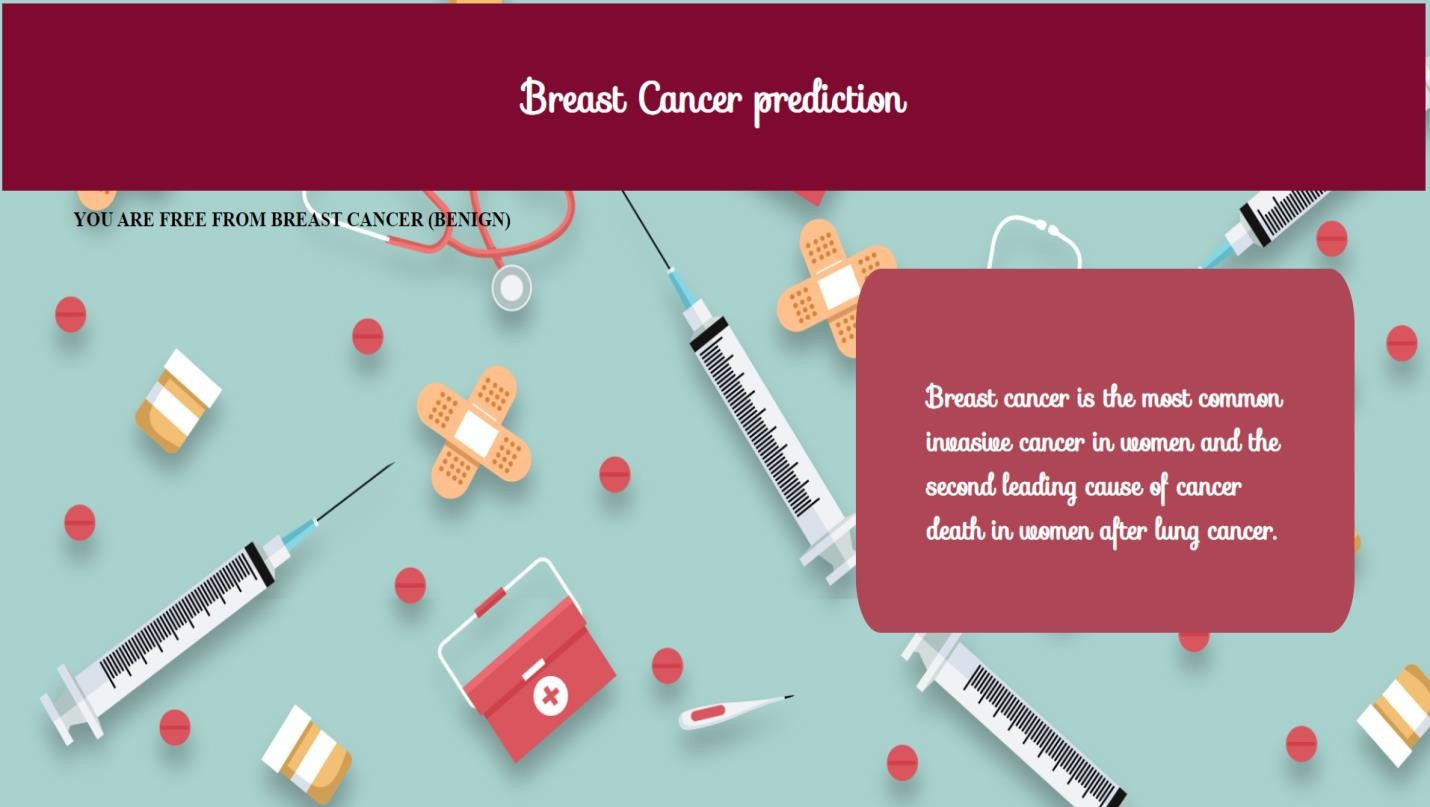 Breast Cancer prediction
YOU ARE FREE FROM BREAST CANCER (BENIGN)
Breast cancer is the most common
invasive cancer in women and the
second leading cause of cancer
death in women after lung cancer.